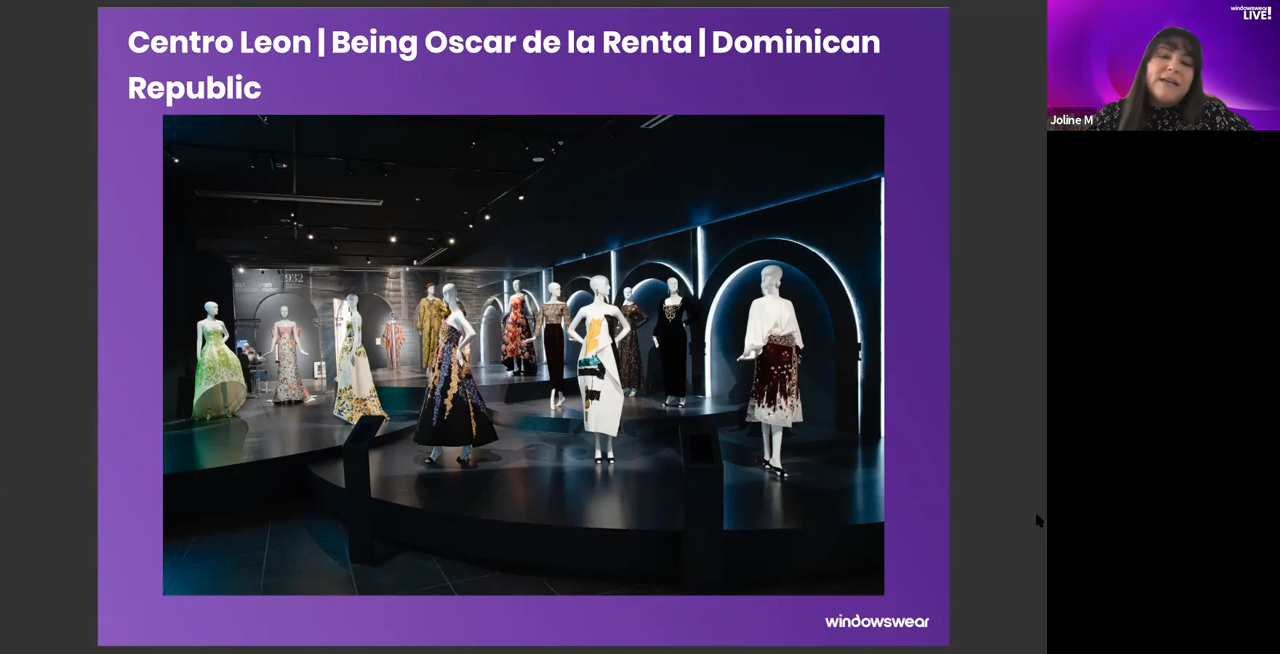 Centro Leon | Being Oscar de la Renta | Dominican
Republic
windowswear
LIVE!
Joline M
932
windowswear